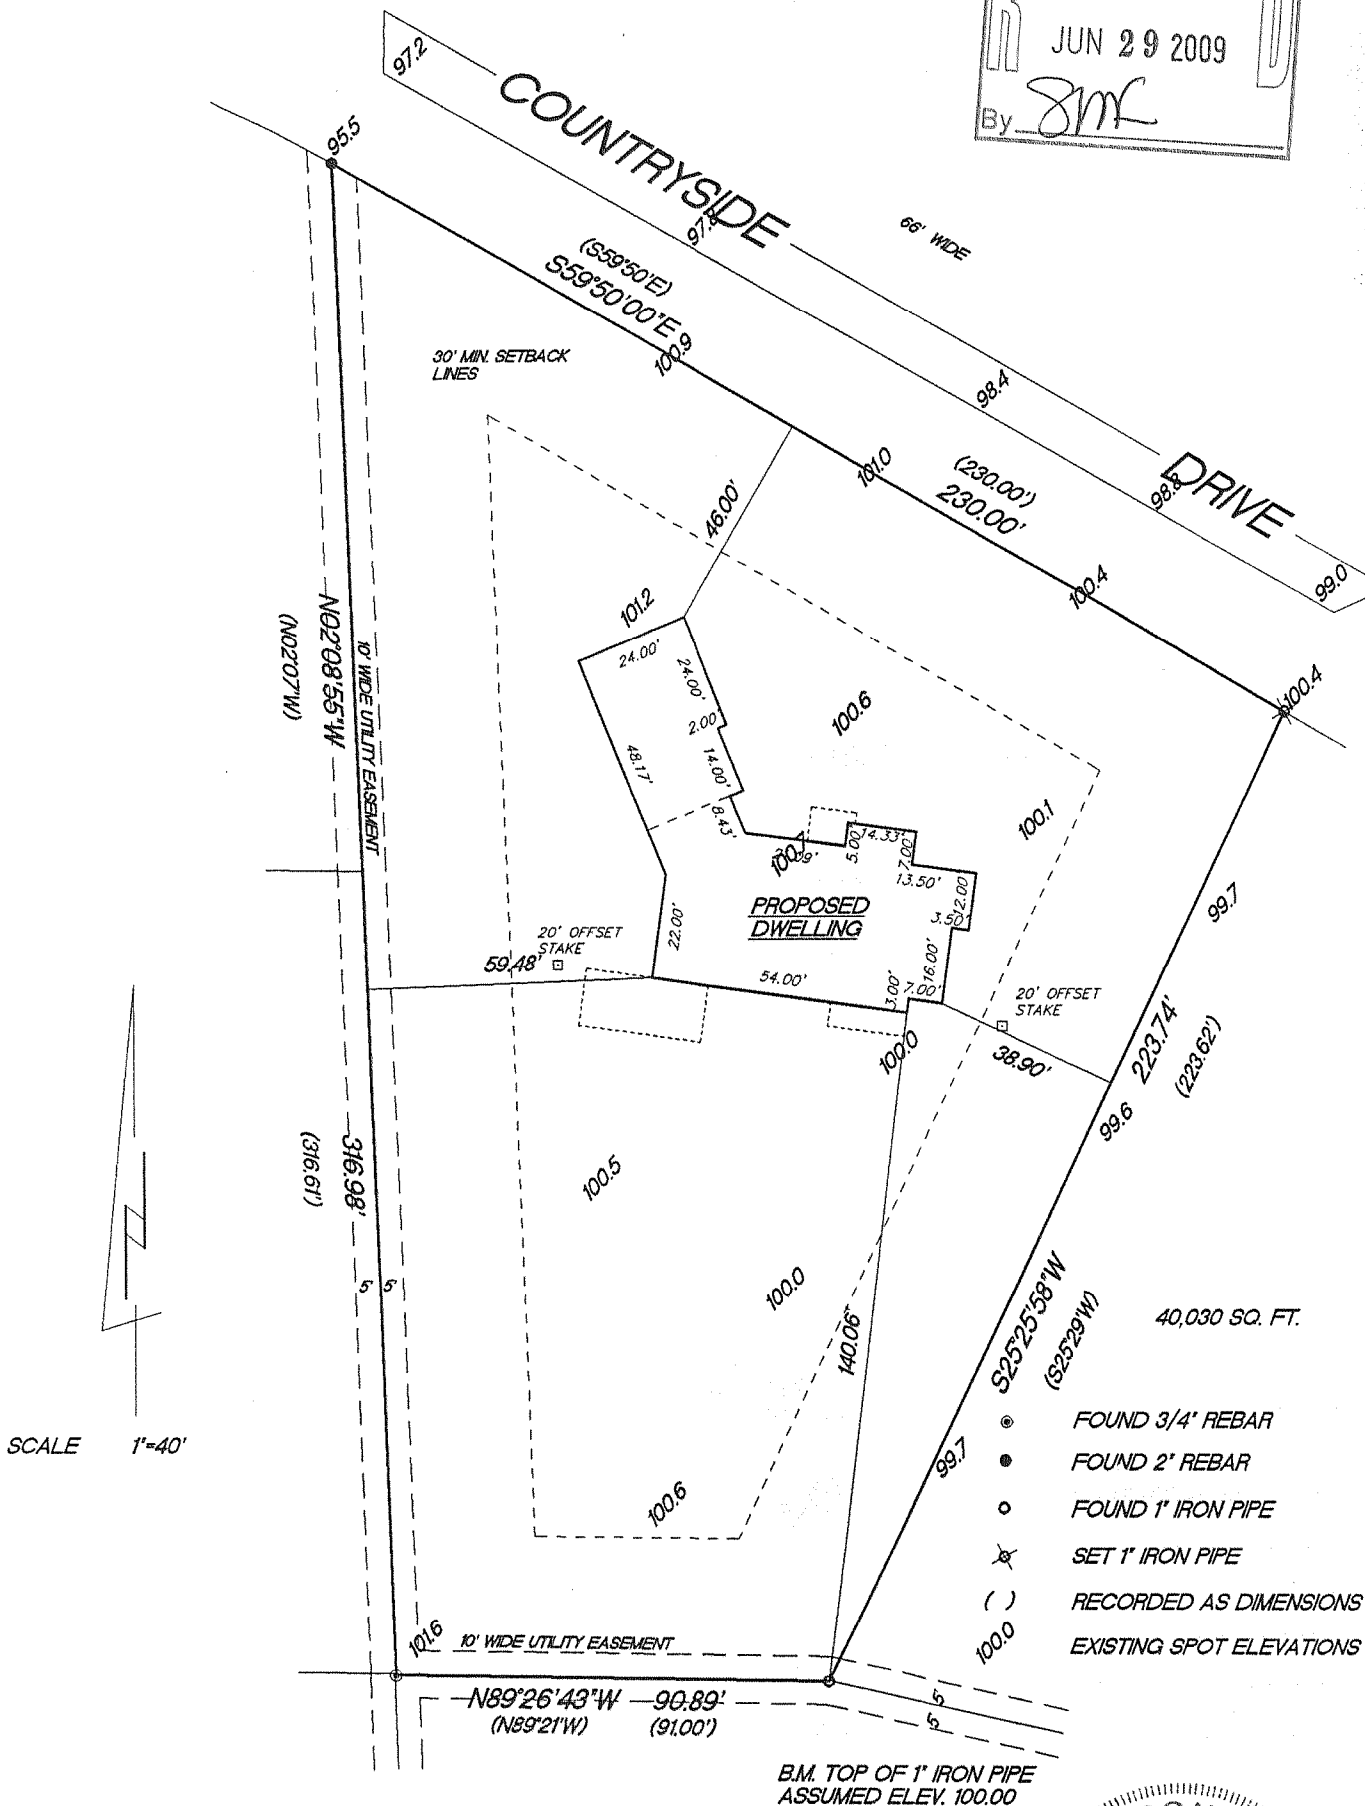 JUN 29 2009
By
97.2
COUNTRYSIDE
95.5
66' WIDE
(S59°50'E)
S59°50'00"E
30' MIN. SETBACK
LINES
100.9
98.4
DRIVE
98.8
99.0
101.0
(230.00')
230.00'
46.00'
100.4
100.4
101.2
24.00'
24.00'
2.00'
14.00'
48.17'
8.43'
100.6
100.1
N02°08'55"W
(N02°07'W)
10' WIDE UTILITY EASEMENT
5.00'
14.33'
7.00'
13.50'
12.00
3.50'
16.00'
PROPOSED
DWELLING
22.00'
20' OFFSET
STAKE
59.48'
54.00'
3.00'
7.00'
20' OFFSET
STAKE
38.90'
100.0
99.7
223.74'
(223.62')
99.6
100.5
316.98'
(316.61')
5' 5'
100.0
140.06'
S25°25'58"W
(S25°29'W)
40,030 SQ. FT.
99.7
100.6
SCALE 1"=40'
FOUND 3/4" REBAR
FOUND 2" REBAR
FOUND 1" IRON PIPE
SET 1" IRON PIPE
( ) RECORDED AS DIMENSIONS
100.0 EXISTING SPOT ELEVATIONS
101.6
10' WIDE UTILITY EASEMENT
N89°26'43"W 90.89'
(N89°21'W) (91.00')
5'
5'
B.M. TOP OF 1" IRON PIPE
ASSUMED ELEV. 100.00